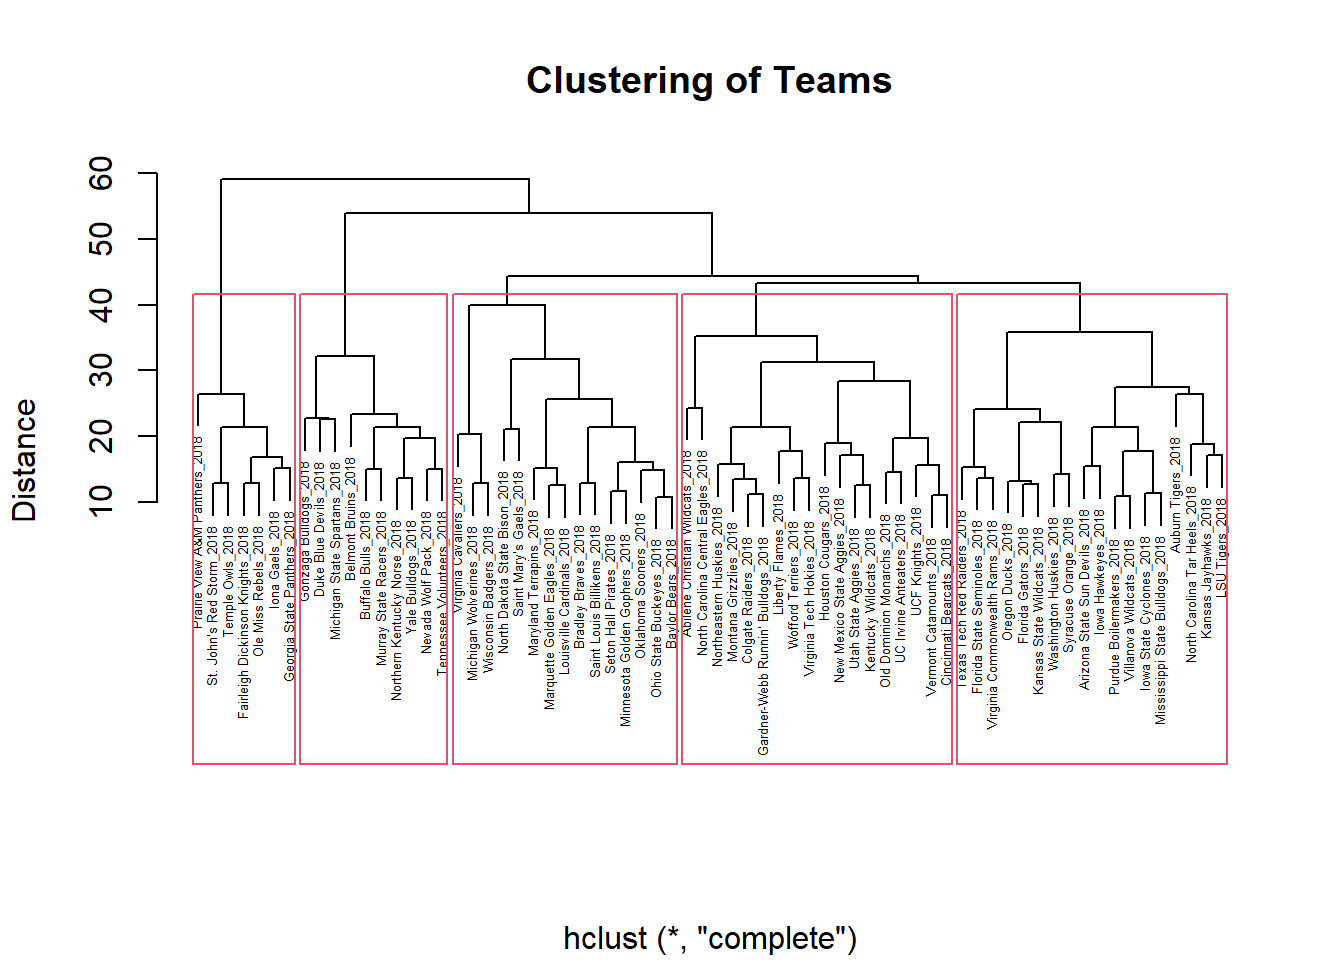 Clustering of Teams
Distance
60
50
40
30
20
10
Prairie View A&M Panthers_2018
St. John's Red Storm_2018
Temple Owls_2018
Fairleigh Dickinson Knights_2018
Ole Miss Rebels_2018
Iona Gaels_2018
Georgia State Panthers_2018
Gonzaga Bulldogs_2018
Duke Blue Devils_2018
Michigan State Spartans_2018
Belmont Bruins_2018
Buffalo Bulls_2018
Murray State Racers_2018
Northern Kentucky Norse_2018
Yale Bulldogs_2018
Nevada Wolf Pack_2018
Tennessee Volunteers_2018
Virginia Cavaliers_2018
Michigan Wolverines_2018
Wisconsin Badgers_2018
North Dakota State Bison_2018
Saint Mary's Gaels_2018
Maryland Terrapins_2018
Marquette Golden Eagles_2018
Louisville Cardinals_2018
Bradley Braves_2018
Saint Louis Billikens_2018
Seton Hall Pirates_2018
Minnesota Golden Gophers_2018
Oklahoma Sooners_2018
Ohio State Buckeyes_2018
Baylor Bears_2018
Abilene Christian Wildcats_2018
North Carolina Central Eagles_2018
Northeastern Huskies_2018
Montana Grizzlies_2018
Colgate Raiders_2018
Gardner-Webb Runnin' Bulldogs_2018
Liberty Flames_2018
Wofford Terriers_2018
Virginia Tech Hokies_2018
Houston Cougars_2018
New Mexico State Aggies_2018
Utah State Aggies_2018
Kentucky Wildcats_2018
Old Dominion Monarchs_2018
UC Irvine Anteaters_2018
UCF Knights_2018
Vermont Catamounts_2018
Cincinnati Bearcats_2018
Texas Tech Red Raiders_2018
Florida State Seminoles_2018
Virginia Commonwealth Rams_2018
Oregon Ducks_2018
Florida Gators_2018
Kansas State Wildcats_2018
Washington Huskies_2018
Syracuse Orange_2018
Arizona State Sun Devils_2018
Iowa Hawkeyes_2018
Purdue Boilermakers_2018
Villanova Wildcats_2018
Iowa State Cyclones_2018
Mississippi State Bulldogs_2018
Auburn Tigers_2018
North Carolina Tar Heels_2018
Kansas Jayhawks_2018
LSU Tigers_2018
hclust (*, "complete")